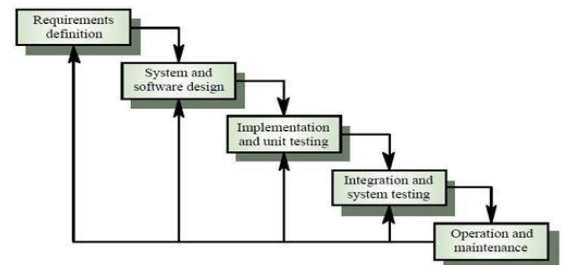 Requirements
definition
System and
software design
Implementation
and unit testing
Integration and
system testing
Operation and
maintenance